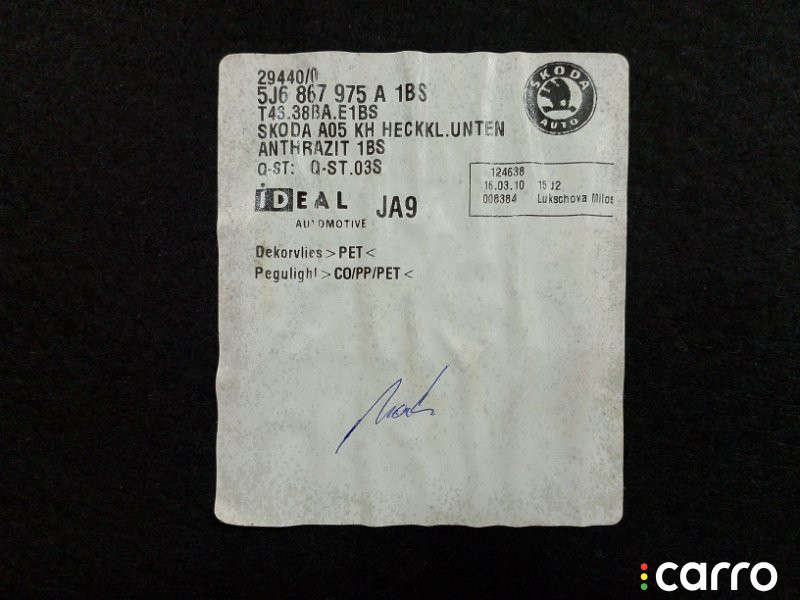 29440/0
5J6 867 975 A 1BS
T43.38BA.E1BS
SKODA A05 KH HECKKL.UNTEN
ANTHRAZIT 1BS
Q-ST: Q-ST.03S
iDEAL JA9
AUTOMOTIVE
Dekorvlies >PET<
Pegulight >CO/PP/PET<
SKODA
AUTO
124638
16.03.10 15
008384 Lukschova Milos
carro